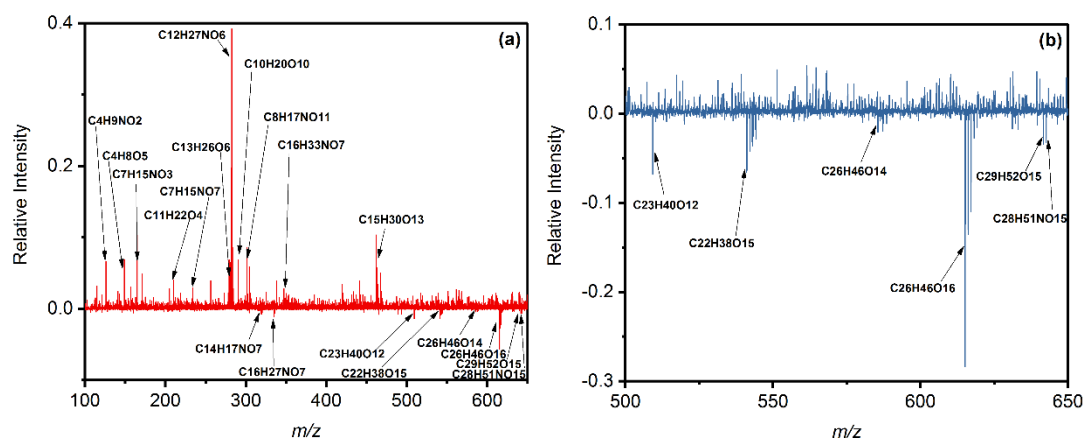 (a)
Relative Intensity
0.4
0.2
0.0
C12H27NO6
C10H20O10
C8H17NO11
C4H9NO2
C13H26O6
C16H33NO7
C4H8O5
C7H15NO3
C7H15NO7
C11H22O4
C15H30O13
C14H17NO7
C16H27NO7
C23H40O12
C22H38O15
C26H46O14
C26H46O16
C29H52O15
C28H51NO15
100 200 300 400 500 600
m/z
(b)
Relative Intensity
0.1
0.0
-0.1
-0.2
-0.3
C23H40O12
C22H38O15
C26H46O14
C29H52O15
C28H51NO15
C26H46O16
500 550 600 650
m/z